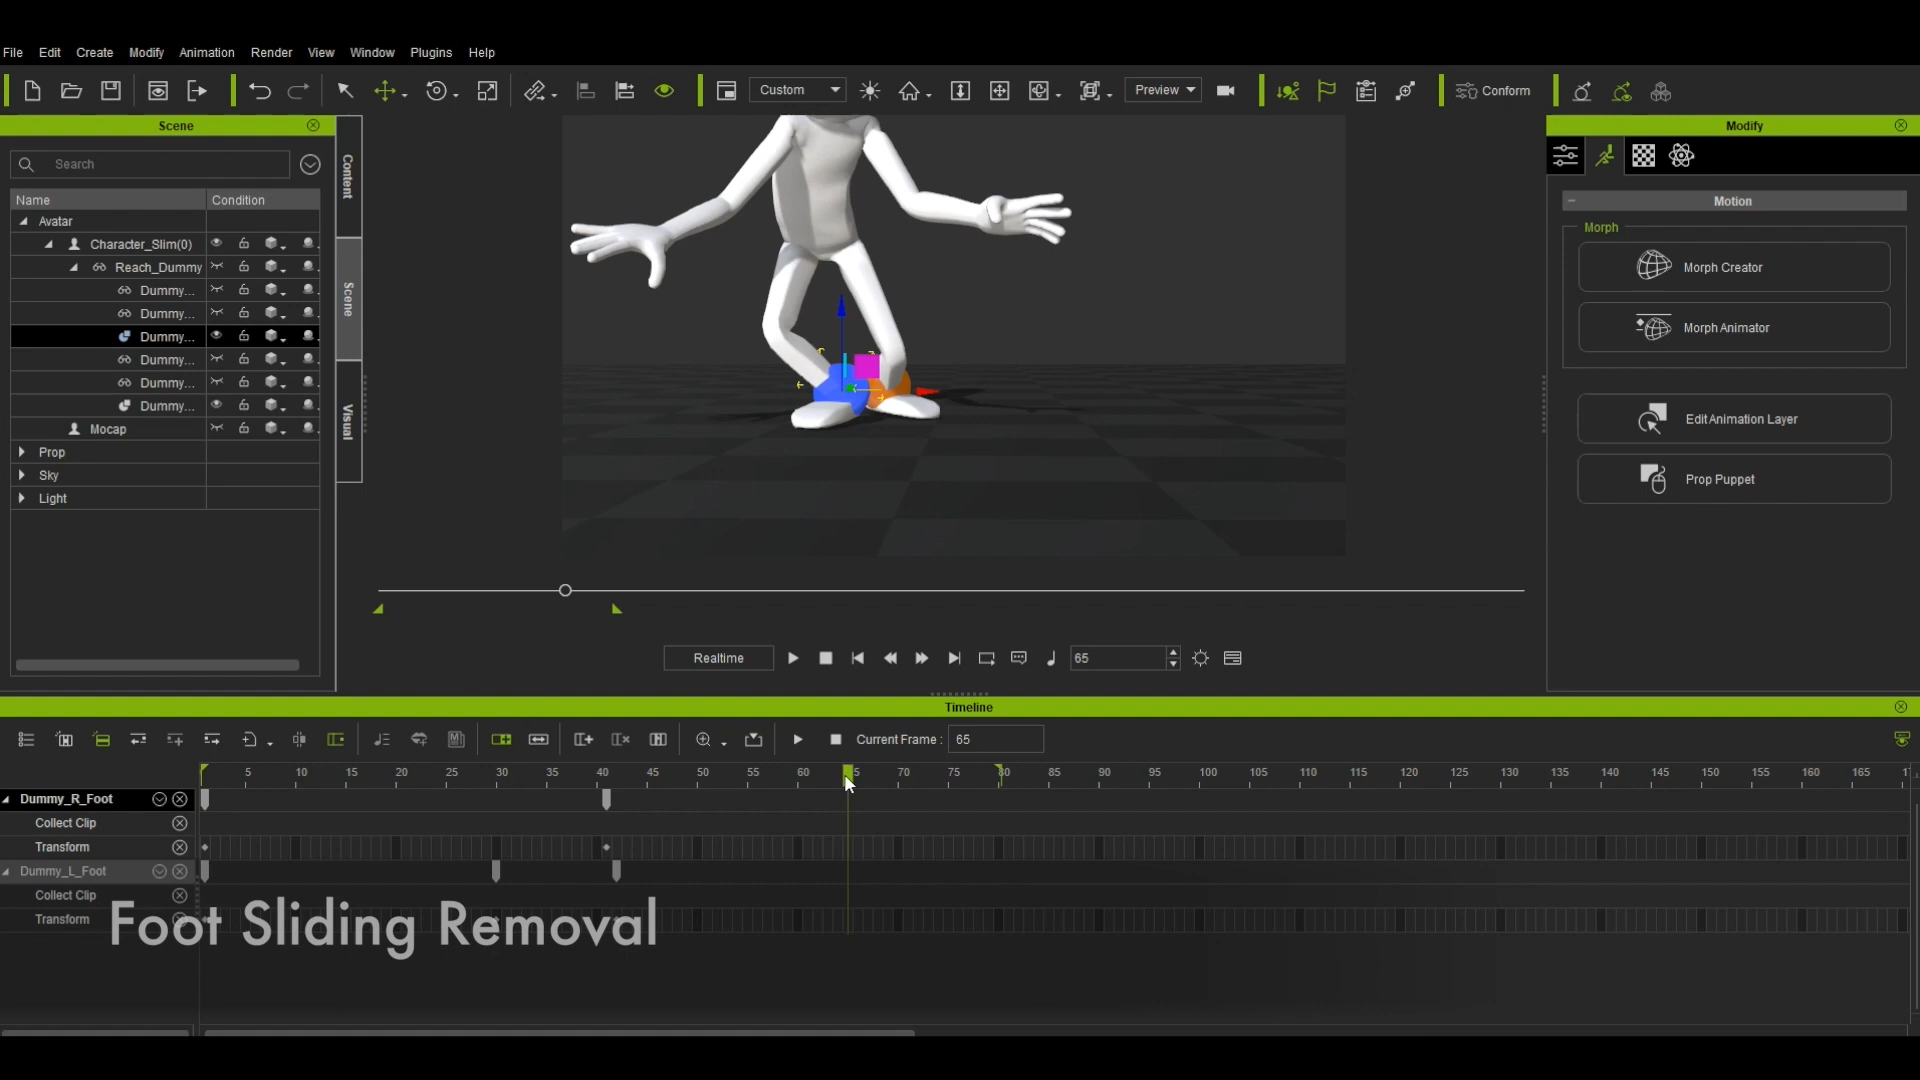 File Edit Create Modify Animation Render View Window Plugins Help
Custom Preview Conform
Scene
Search
Name Condition
Avatar
Character_Slim(0)
Reach_Dummy
Dummy...
Dummy...
Dummy...
Dummy...
Dummy...
Dummy...
Mocap
Prop
Sky
Light
Content
Scene
Visual
Modify
Motion
Morph
Morph Creator
Morph Animator
Edit Animation Layer
Prop Puppet
Realtime 65
Timeline
Current Frame : 65
5 10 15 20 25 30 35 40 45 50 55 60 70 75 80 85 90 95 100 105 110 115 120 125 130 135 140 145 150 155 160 165
Dummy_R_Foot
Collect Clip
Transform
Dummy_L_Foot
Collect Clip
Transform
Foot Sliding Removal